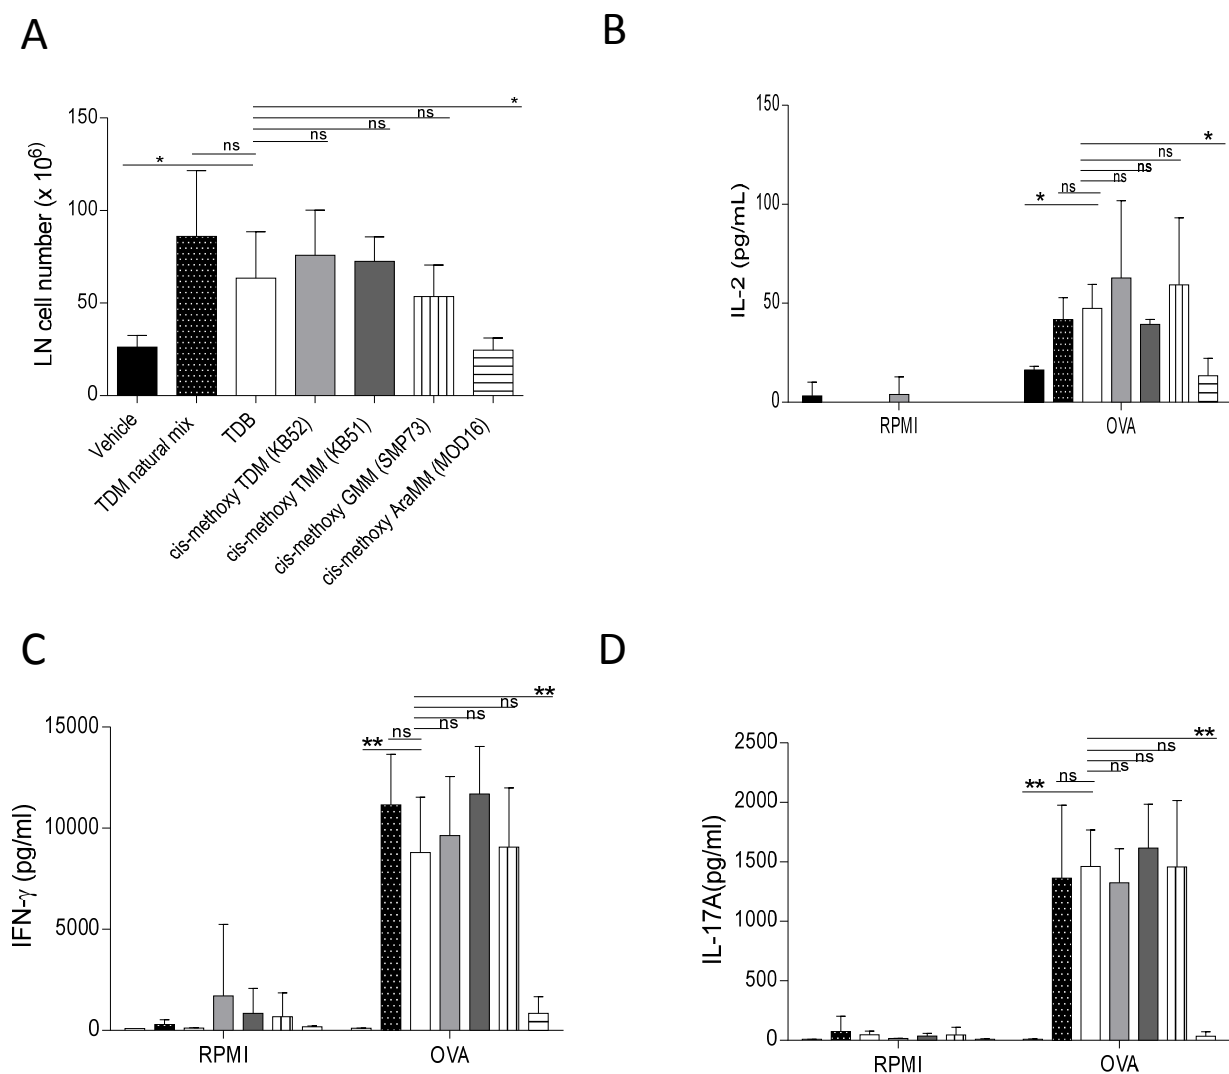 A
LN cell number (x 10⁶)
150
100
50
0
*
ns
ns
ns
ns
*
Vehicle
TDM natural mix
TDB
cis-methoxy TDM (KB52)
cis-methoxy TMM (KB51)
cis-methoxy GMM (SMP73)
cis-methoxy AraMM (MOD16)
B
IL-2 (pg/mL)
150
100
50
0
*
ns
ns
ns
ns
*
RPMI
OVA
C
IFN-γ (pg/ml)
15000
10000
5000
0
**
ns
ns
ns
ns
**
RPMI
OVA
D
IL-17A(pg/ml)
2500
2000
1500
1000
500
0
**
ns
ns
ns
ns
**
RPMI
OVA